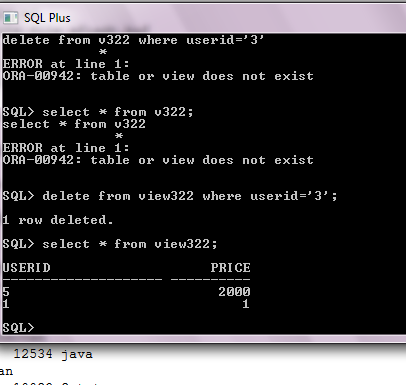 SQL Plus
delete from v322 where userid='3'
*
ERROR at line 1:
ORA-00942: table or view does not exist
SQL> select * from v322;
select * from v322
*
ERROR at line 1:
ORA-00942: table or view does not exist
SQL> delete from view322 where userid='3';
1 row deleted.
SQL> select * from view322;
USERID PRICE
-------------------- ----------
5 2000
1 1
SQL>
12534 java
an